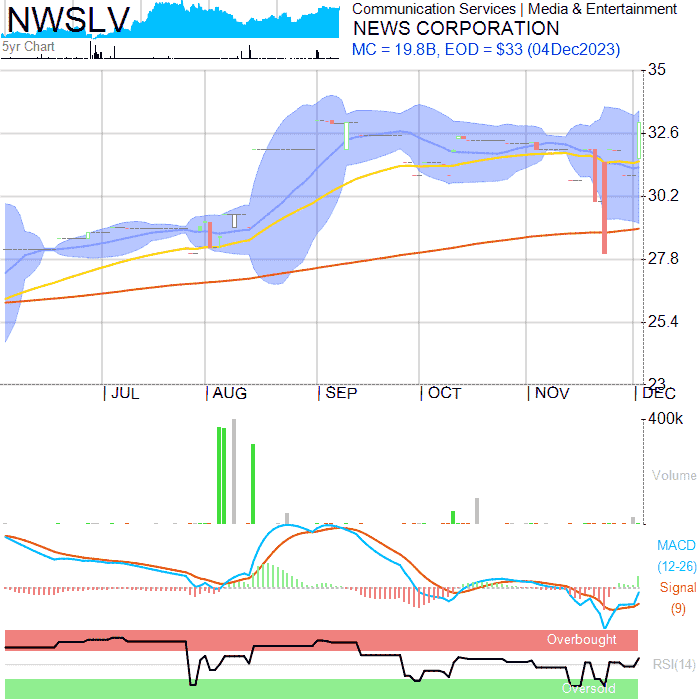 NWSLV
Communication Services | Media & Entertainment
NEWS CORPORATION
MC = 19.8B, EOD = $33 (04Dec2023)
5yr Chart
35
32.6
30.2
27.8
25.4
23
JUL
AUG
SEP
OCT
NOV
DEC
400k
Volume
MACD
(12-26)
Signal
(9)
Overbought
RSI(14)
Oversold